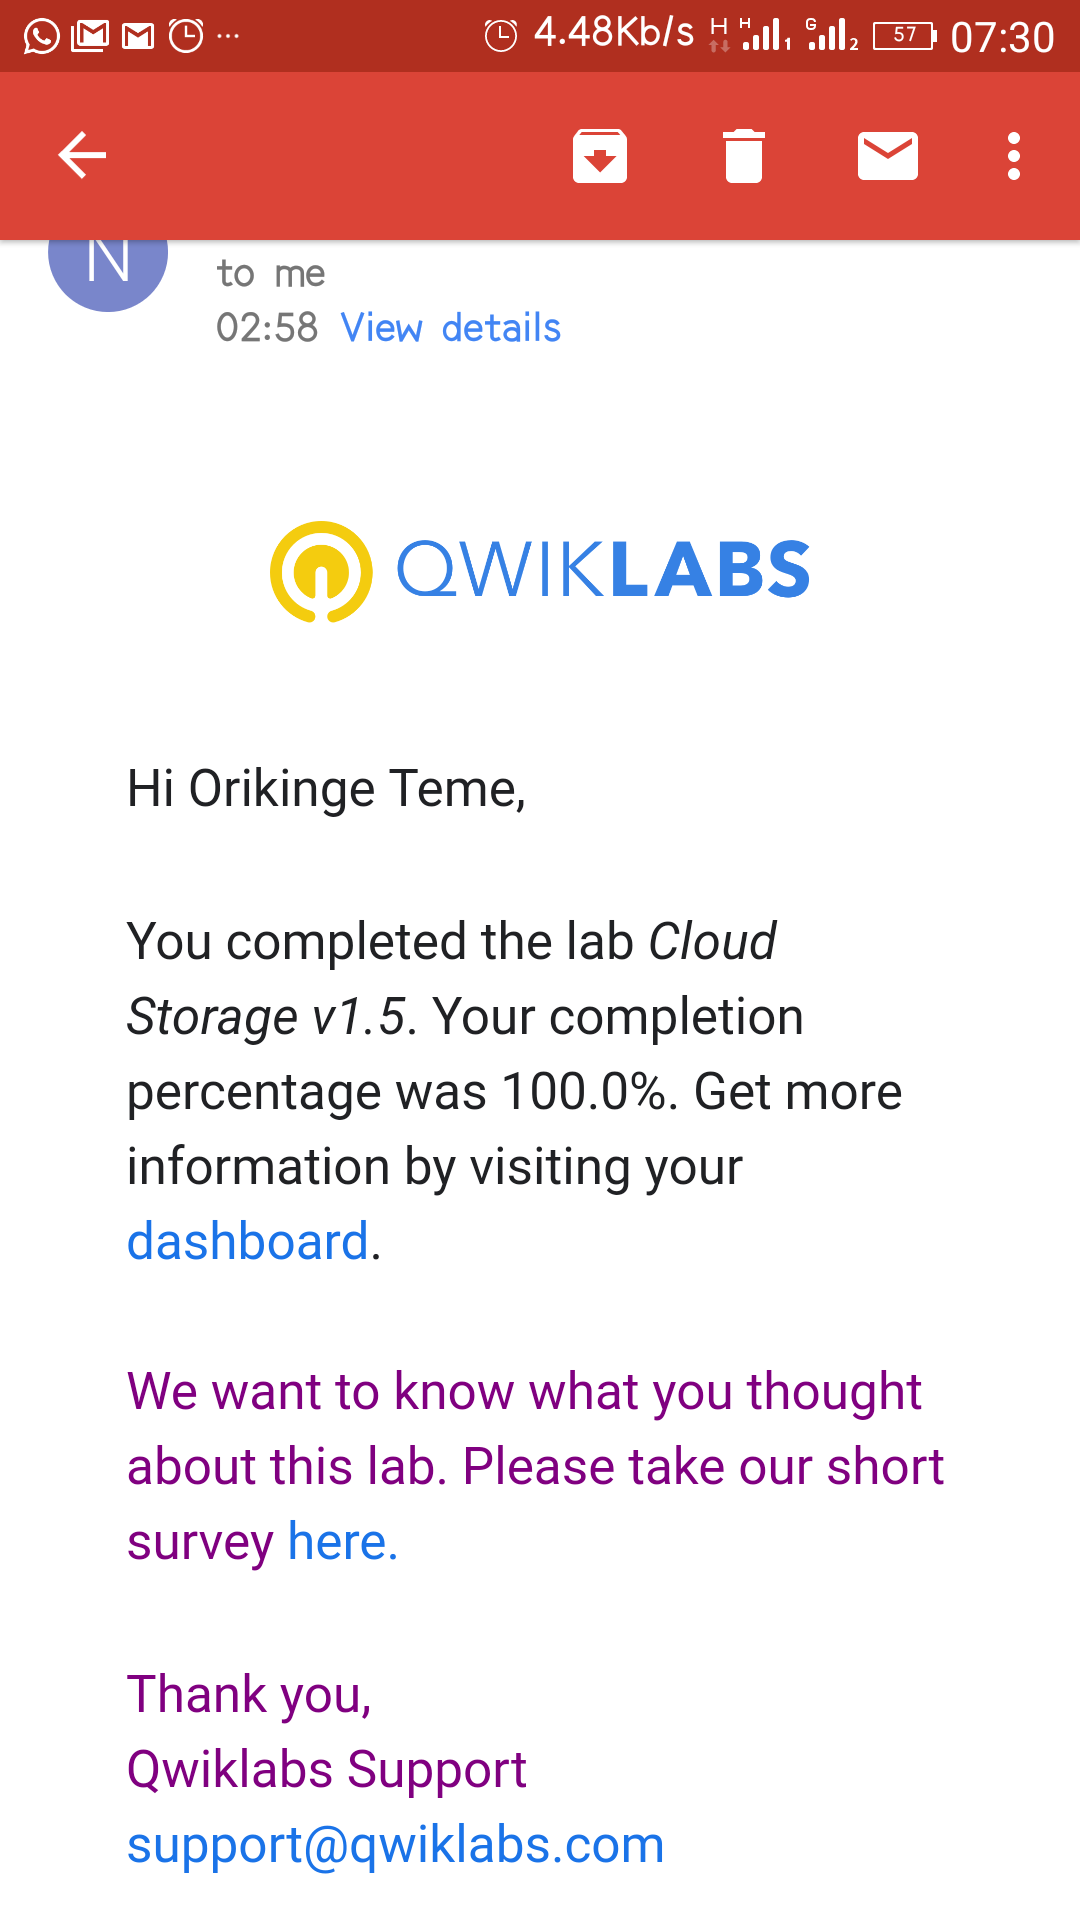 4.48Kb/s H H 1 G 2 57 07:30
N
to me
02:58 View details
QWIKLABS
Hi Orikinge Teme,
You completed the lab Cloud
Storage v1.5. Your completion
percentage was 100.0%. Get more
information by visiting your
dashboard.
We want to know what you thought
about this lab. Please take our short
survey here.
Thank you,
Qwiklabs Support
support@qwiklabs.com